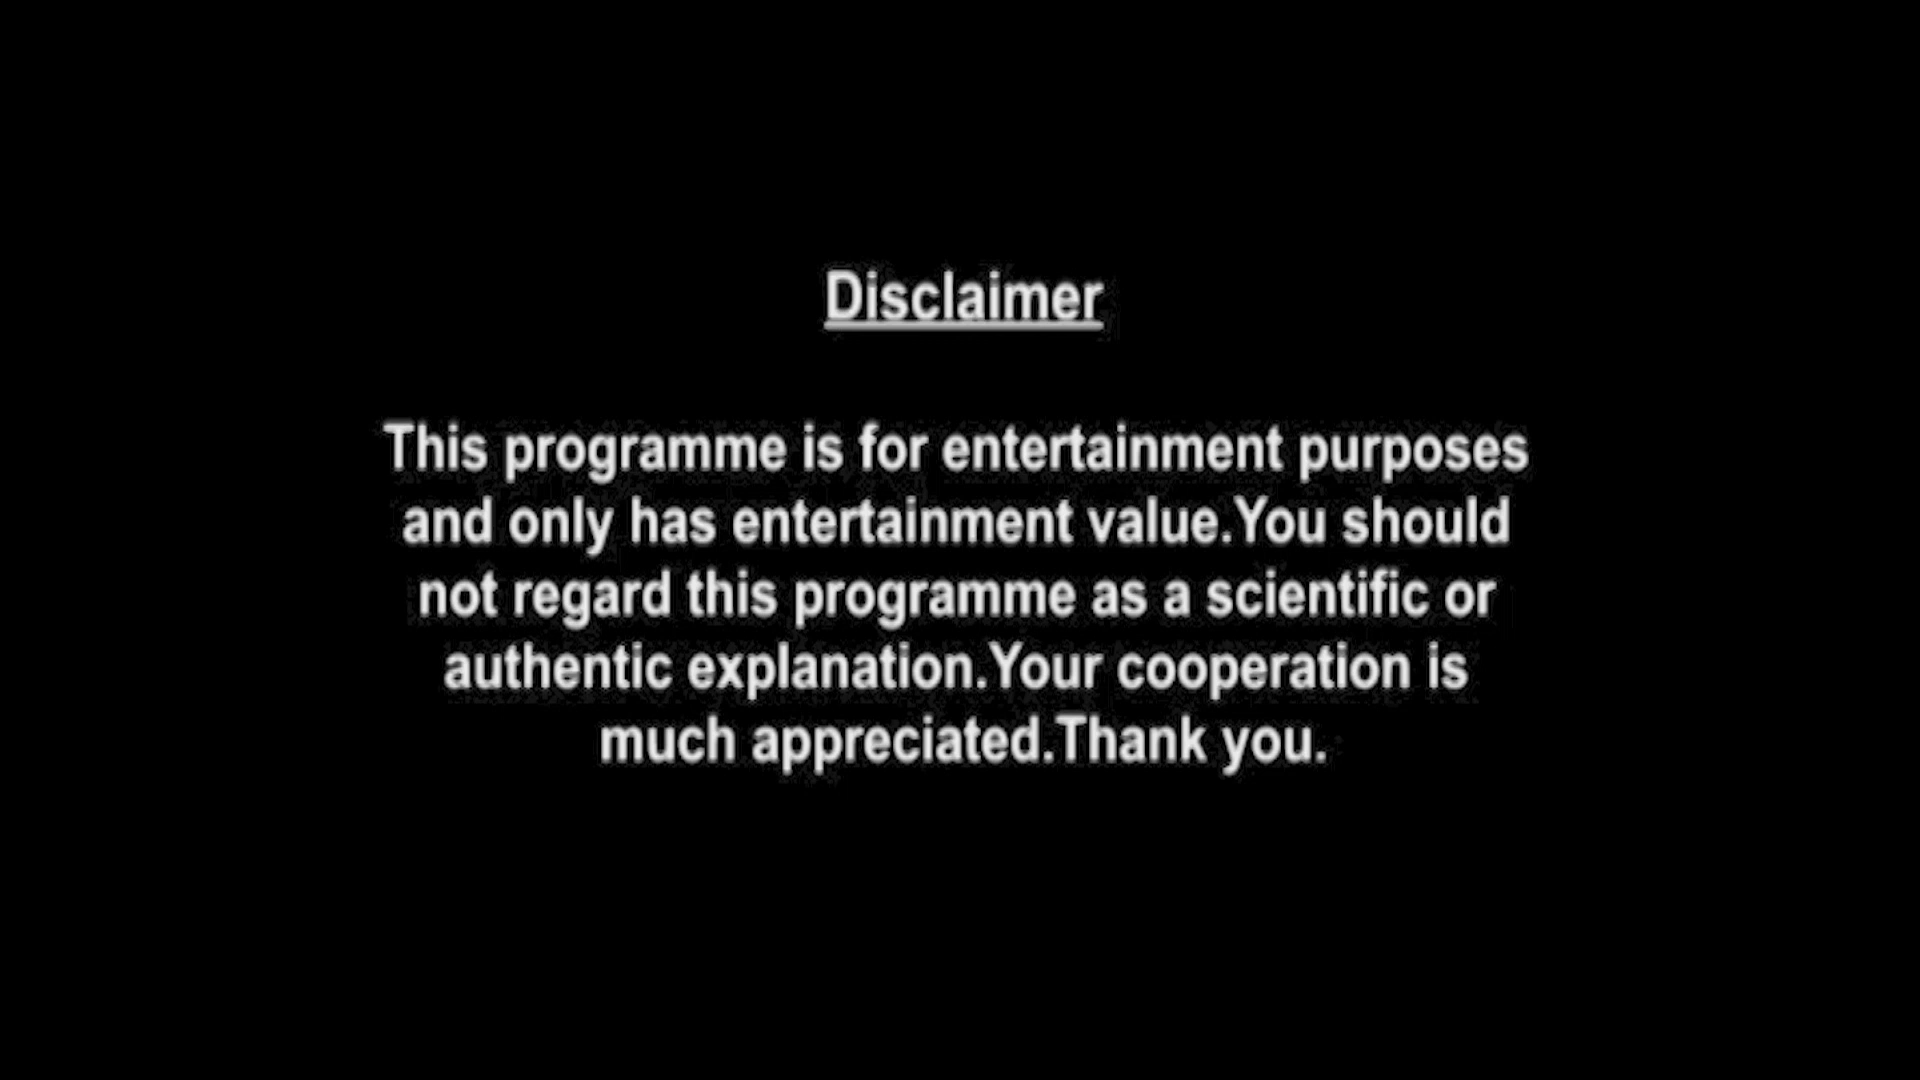 Disclaimer
This programme is for entertainment purposes
and only has entertainment value.You should
not regard this programme as a scientific or
authentic explanation.Your cooperation is
much appreciated.Thank you.